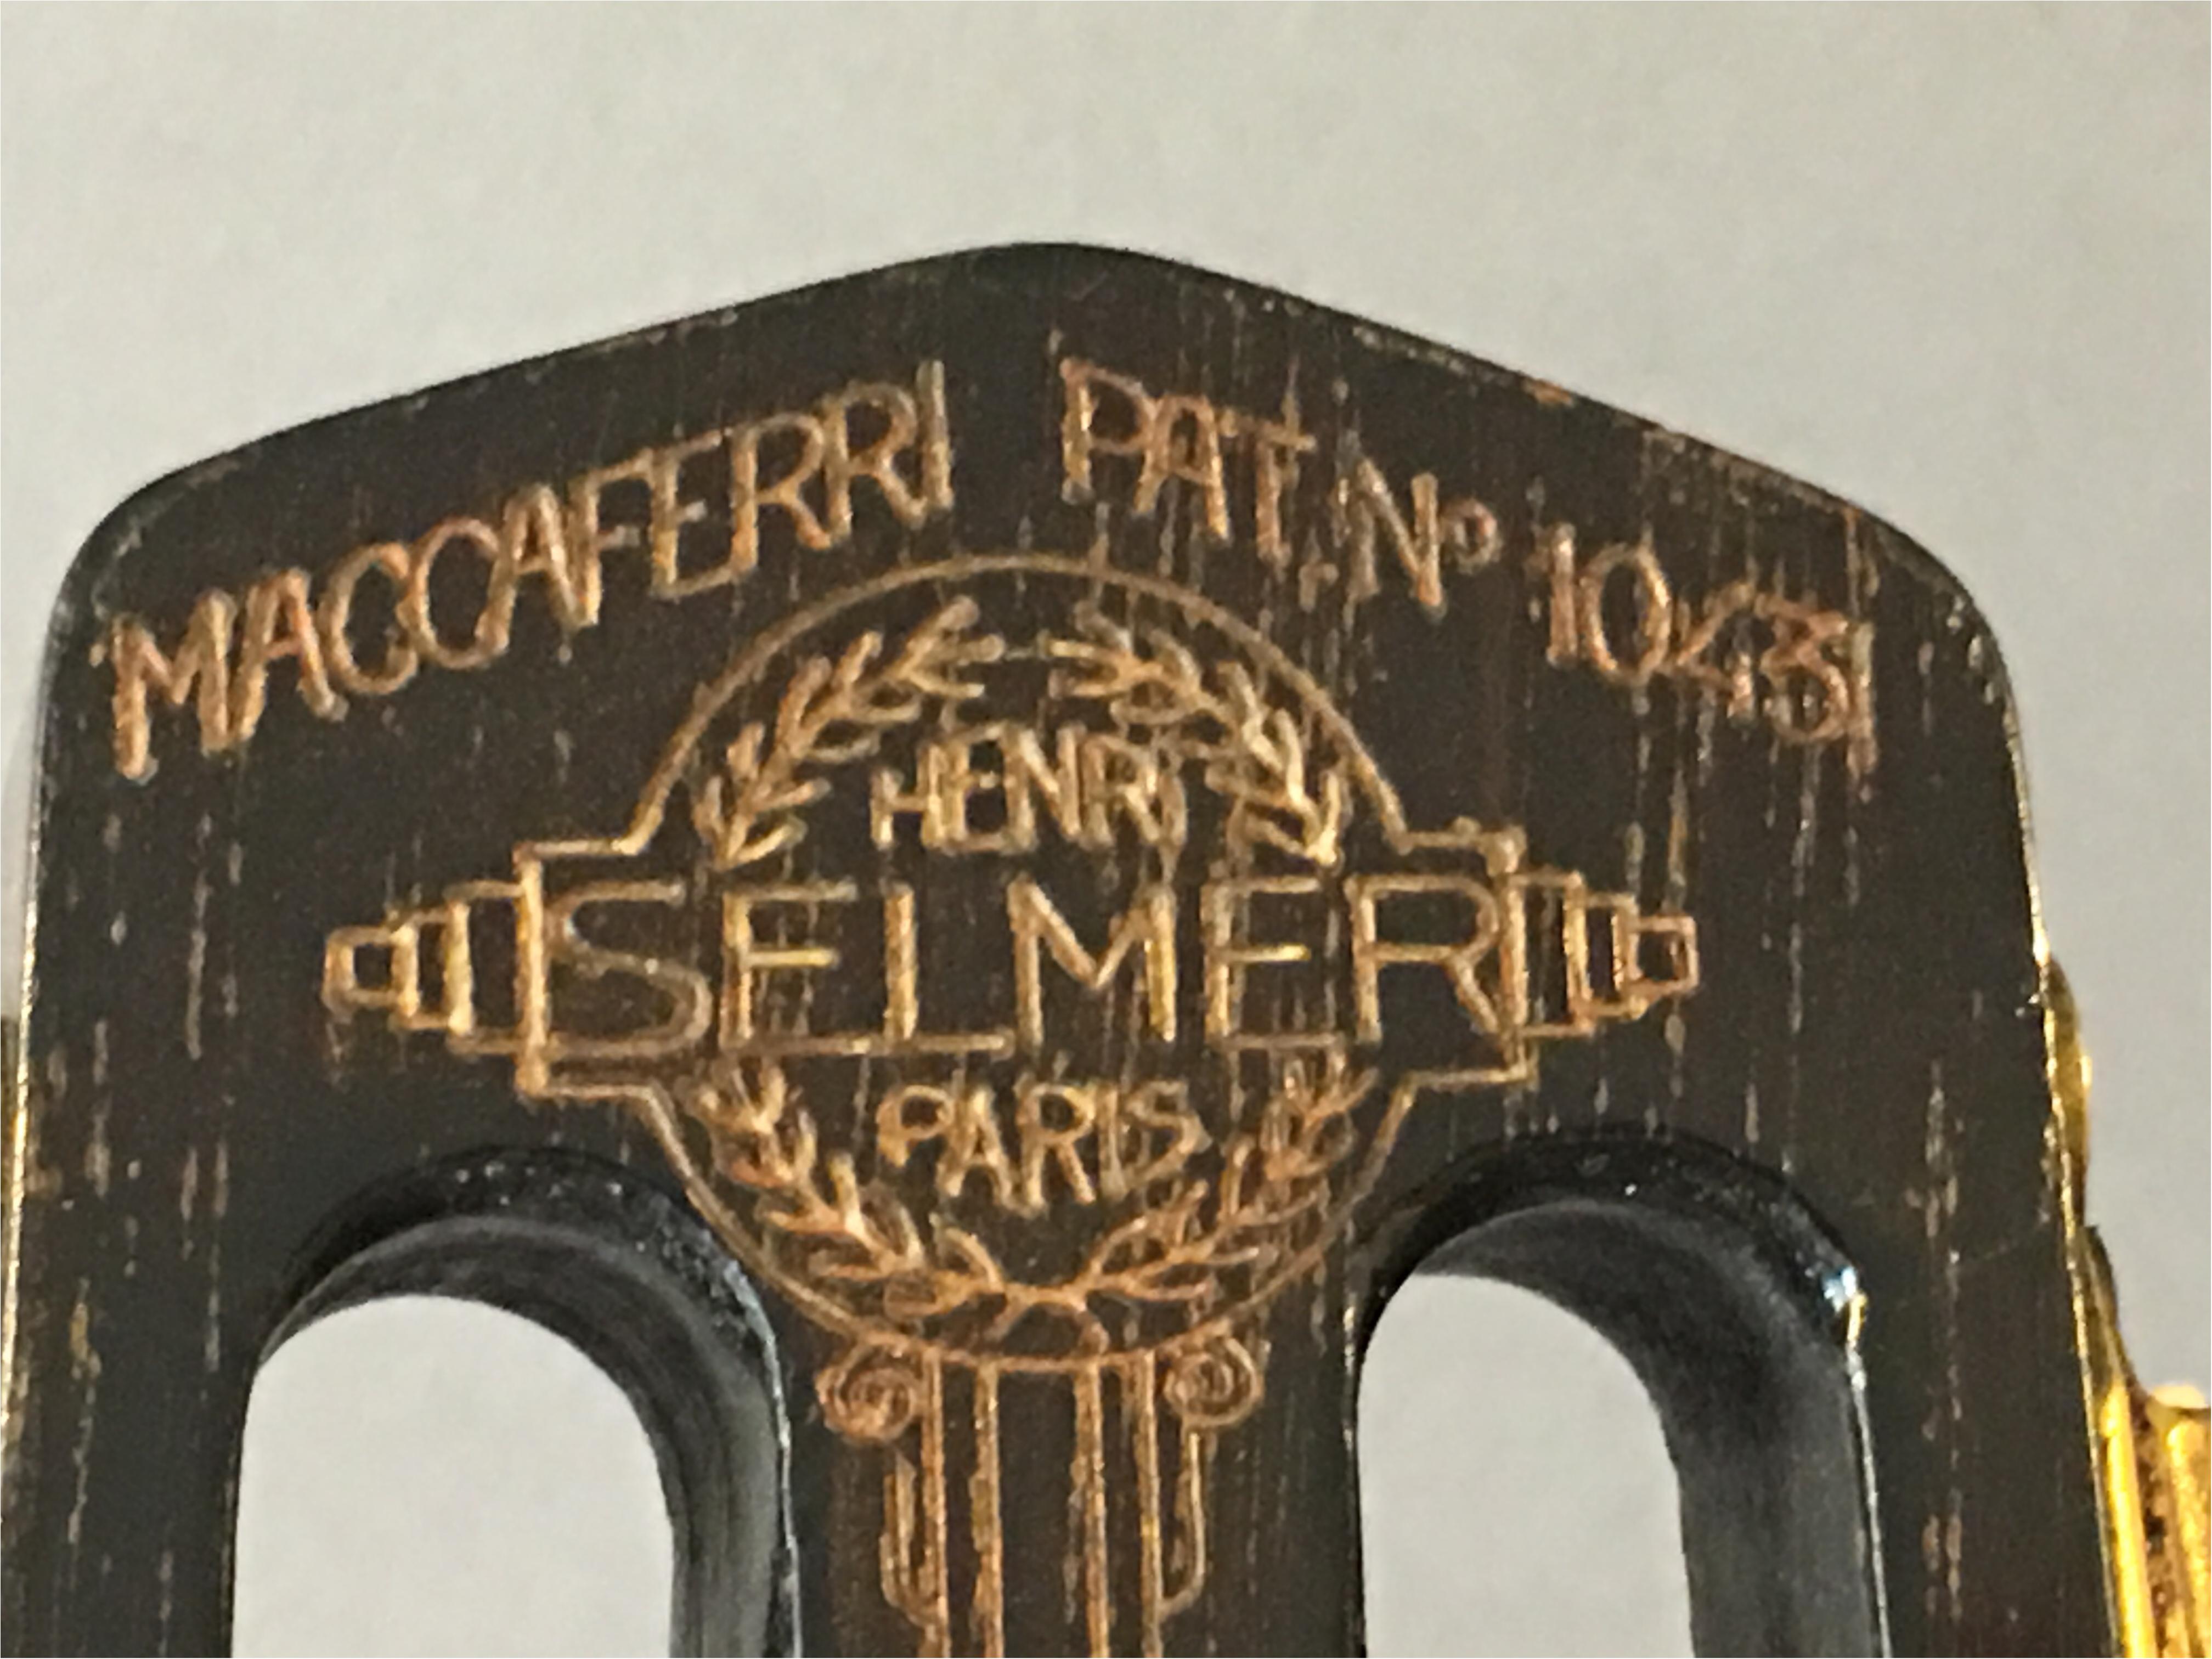 MACCAFERRI PAT. Nº 10431
HENRI
SELMER
PARIS